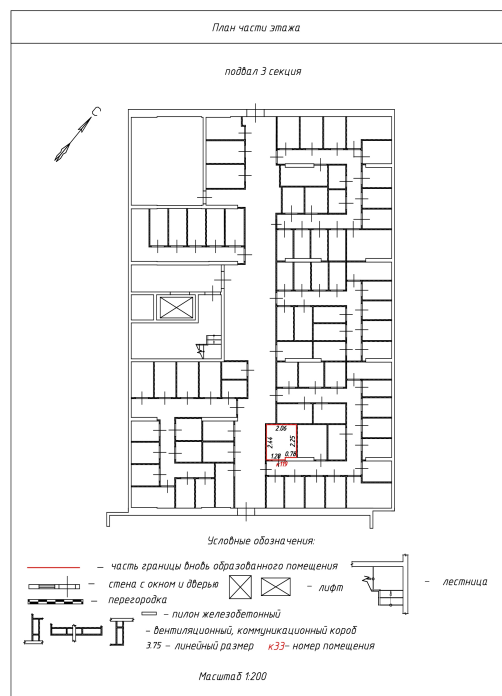 План части этажа
подвал 3 секция
С
2.06
2.44
2.25
1.28 0.78
к119
Условные обозначения:
– часть границы вновь образованного помещения
– стена с окном и дверью
– лифт
– лестница
– перегородка
– пилон железобетонный
– вентиляционный, коммуникационный короб
3.75 – линейный размер к33– номер помещения
Масштаб 1:200